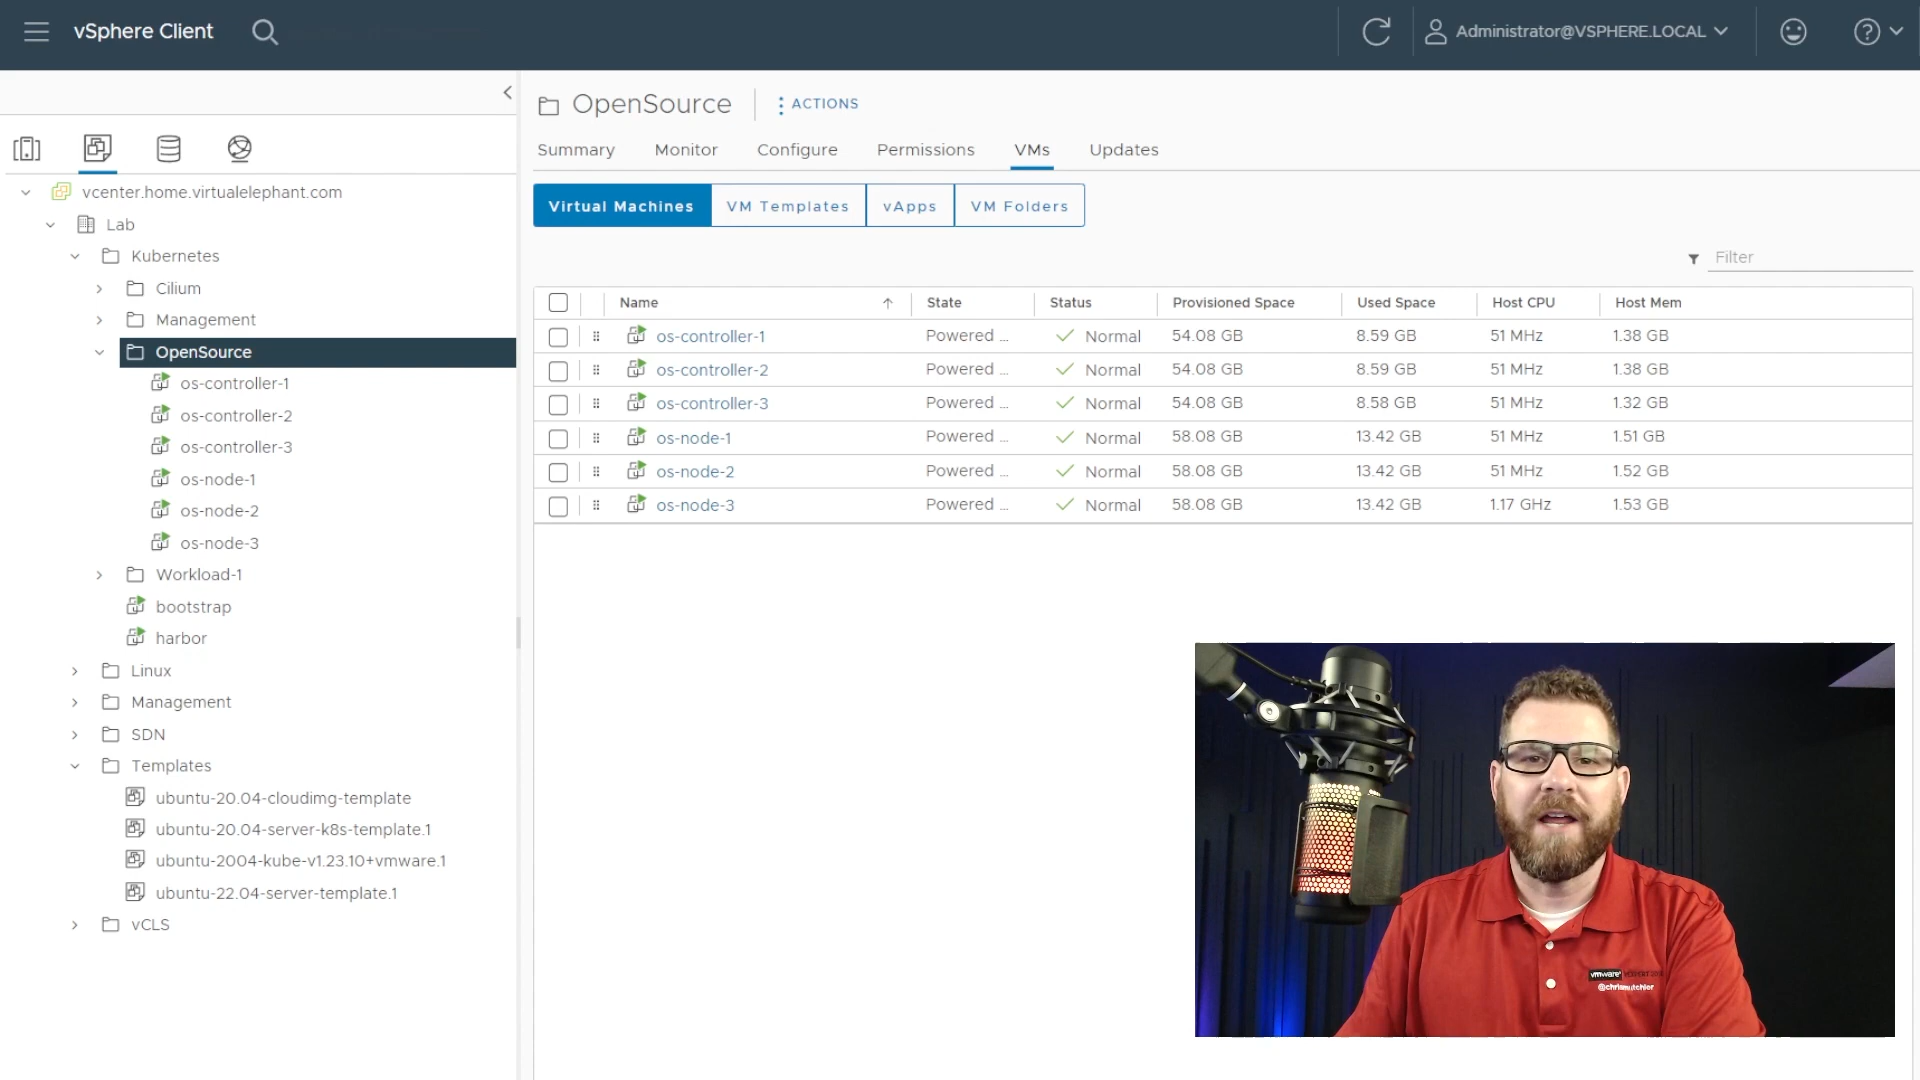 vSphere Client
Administrator@VSPHERE.LOCAL
OpenSource
ACTIONS
Summary Monitor Configure Permissions VMs Updates
Virtual Machines VM Templates vApps VM Folders
Filter
vcenter.home.virtualelephant.com
Lab
Kubernetes
Cilium
Management
OpenSource
os-controller-1
os-controller-2
os-controller-3
os-node-1
os-node-2
os-node-3
Workload-1
bootstrap
harbor
Linux
Management
SDN
Templates
ubuntu-20.04-cloudimg-template
ubuntu-20.04-server-k8s-template.1
ubuntu-2004-kube-v1.23.10+vmware.1
ubuntu-22.04-server-template.1
vCLS
Name State Status Provisioned Space Used Space Host CPU Host Mem
os-controller-1 Powered ... Normal 54.08 GB 8.59 GB 51 MHz 1.38 GB
os-controller-2 Powered ... Normal 54.08 GB 8.59 GB 51 MHz 1.38 GB
os-controller-3 Powered ... Normal 54.08 GB 8.58 GB 51 MHz 1.32 GB
os-node-1 Powered ... Normal 58.08 GB 13.42 GB 51 MHz 1.51 GB
os-node-2 Powered ... Normal 58.08 GB 13.42 GB 51 MHz 1.52 GB
os-node-3 Powered ... Normal 58.08 GB 13.42 GB 1.17 GHz 1.53 GB
vmware